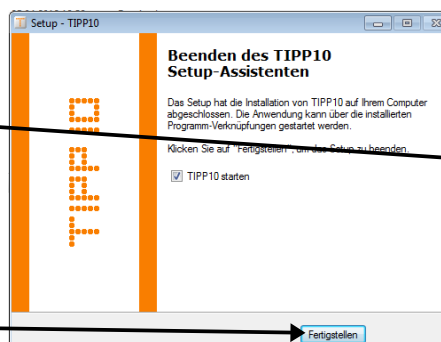 Setup - TIPP10
Beenden des TIPP10
Setup-Assistenten
Das Setup hat die Installation von TIPP10 auf Ihrem Computer
abgeschlossen. Die Anwendung kann über die installierten
Programm-Verknüpfungen gestartet werden.
Klicken Sie auf "Fertigstellen", um das Setup zu beenden.
TIPP10 starten
TIPP10
Fertigstellen